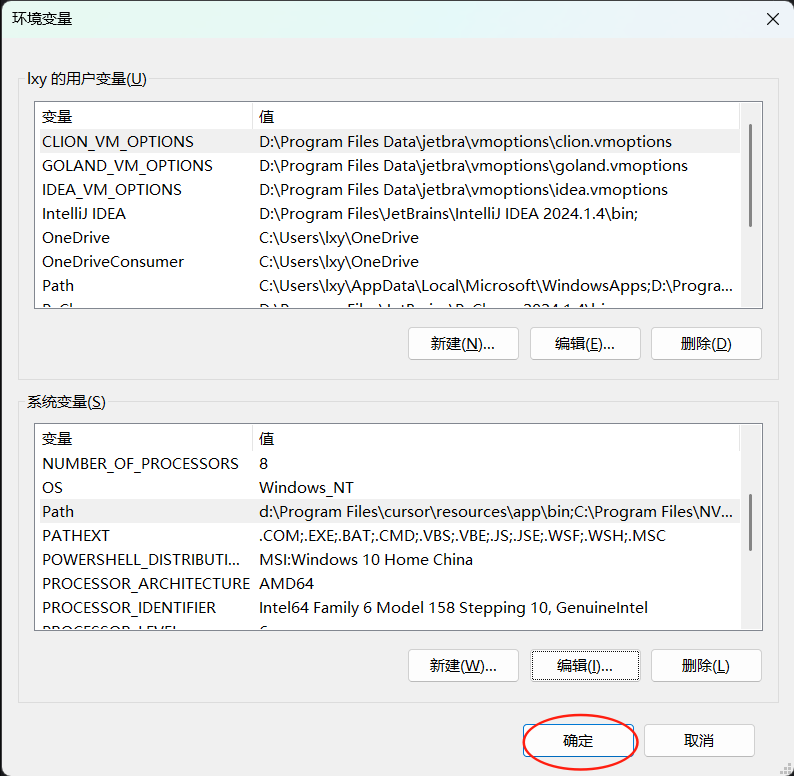 环境变量
lxy 的用户变量(U)
变量 值
CLION_VM_OPTIONS D:\Program Files Data\jetbra\vmoptions\clion.vmoptions
GOLAND_VM_OPTIONS D:\Program Files Data\jetbra\vmoptions\goland.vmoptions
IDEA_VM_OPTIONS D:\Program Files Data\jetbra\vmoptions\idea.vmoptions
IntelliJ IDEA D:\Program Files\JetBrains\IntelliJ IDEA 2024.1.4\bin;
OneDrive C:\Users\lxy\OneDrive
OneDriveConsumer C:\Users\lxy\OneDrive
Path C:\Users\lxy\AppData\Local\Microsoft\WindowsApps;D:\Progra...
新建(N)... 编辑(E)... 删除(D)
系统变量(S)
变量 值
NUMBER_OF_PROCESSORS 8
OS Windows_NT
Path d:\Program Files\cursor\resources\app\bin;C:\Program Files\NV...
PATHEXT .COM;.EXE;.BAT;.CMD;.VBS;.VBE;.JS;.JSE;.WSF;.WSH;.MSC
POWERSHELL_DISTRIBUTI... MSI:Windows 10 Home China
PROCESSOR_ARCHITECTURE AMD64
PROCESSOR_IDENTIFIER Intel64 Family 6 Model 158 Stepping 10, GenuineIntel
新建(W)... 编辑(I)... 删除(L)
确定 取消